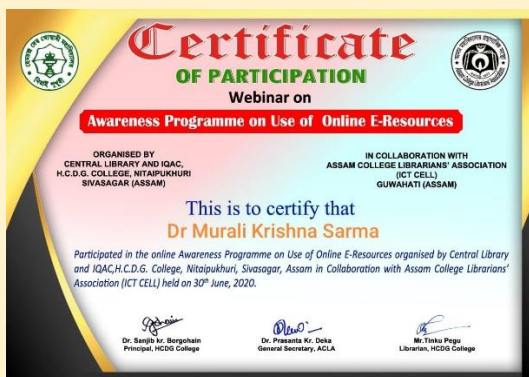 Certificate
OF PARTICIPATION
Webinar on
Awareness Programme on Use of Online E-Resources
ORGANISED BY
CENTRAL LIBRARY AND IQAC,
H.C.D.G. COLLEGE, NITAIPUKHURI
SIVASAGAR (ASSAM)
IN COLLABORATION WITH
ASSAM COLLEGE LIBRARIANS' ASSOCIATION
(ICT CELL)
GUWAHATI (ASSAM)
This is to certify that
Dr Murali Krishna Sarma
Participated in the online Awareness Programme on Use of Online E-Resources organised by Central Library
and IQAC,H.C.D.G. College, Nitaipukhuri, Sivasagar, Assam in Collaboration with Assam College Librarians'
Association (ICT CELL) held on 30th June, 2020.
Dr. Sanjib kr. Borgohain
Principal, HCDG College
Dr. Prasanta Kr. Deka
General Secretary, ACLA
Mr.Tinku Pegu
Librarian, HCDG College